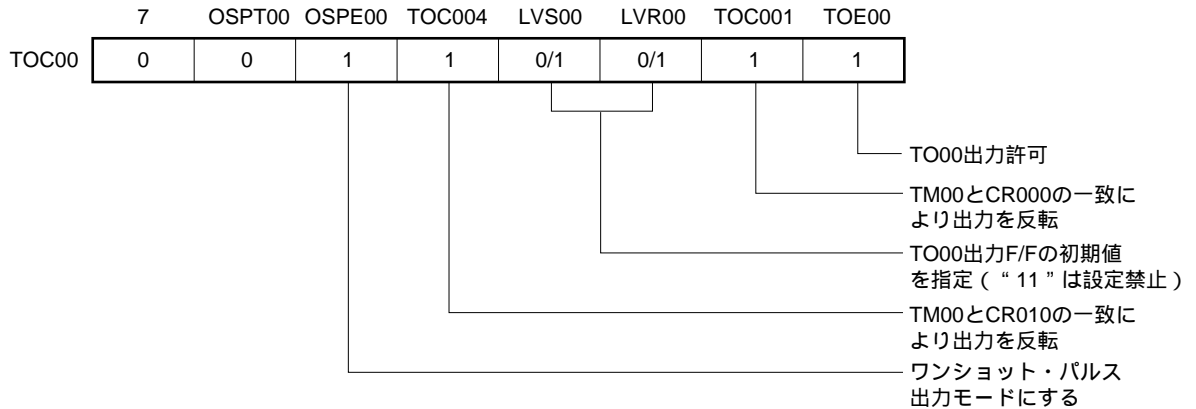 7 OSPT00 OSPE00 TOC004 LVS00 LVR00 TOC001 TOE00
TOC00 0 0 1 1 0/1 0/1 1 1
TO00出力許可
TM00とCR000の一致に
より出力を反転
TO00出力F/Fの初期値
を指定（“11”は設定禁止）
TM00とCR010の一致に
より出力を反転
ワンショット・パルス
出力モードにする